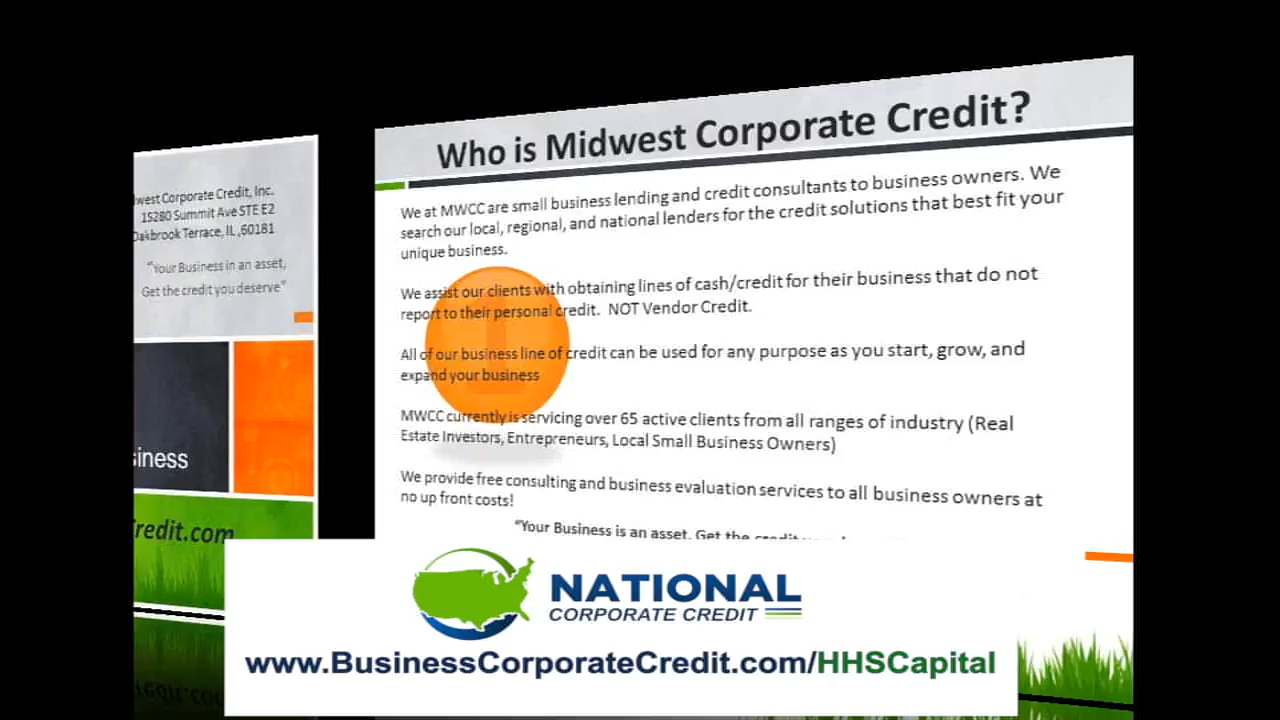 west Corporate Credit, Inc.
15280 Summit Ave STE E2
Oakbrook Terrace, IL ,60181
"Your Business in an asset,
Get the credit you deserve"
iness
redit.com
Who is Midwest Corporate Credit?
We at MWCC are small business lending and credit consultants to business owners. We
search our local, regional, and national lenders for the credit solutions that best fit your
unique business.
We assist our clients with obtaining lines of cash/credit for their business that do not
report to their personal credit. NOT Vendor Credit.
All of our business line of credit can be used for any purpose as you start, grow, and
expand your business
MWCC currently is servicing over 65 active clients from all ranges of industry (Real
Estate Investors, Entrepreneurs, Local Small Business Owners)
We provide free consulting and business evaluation services to all business owners at
no up front costs!
"Your Business is an asset. Get the credit
NATIONAL
CORPORATE CREDIT
www.BusinessCorporateCredit.com/HHSCapital